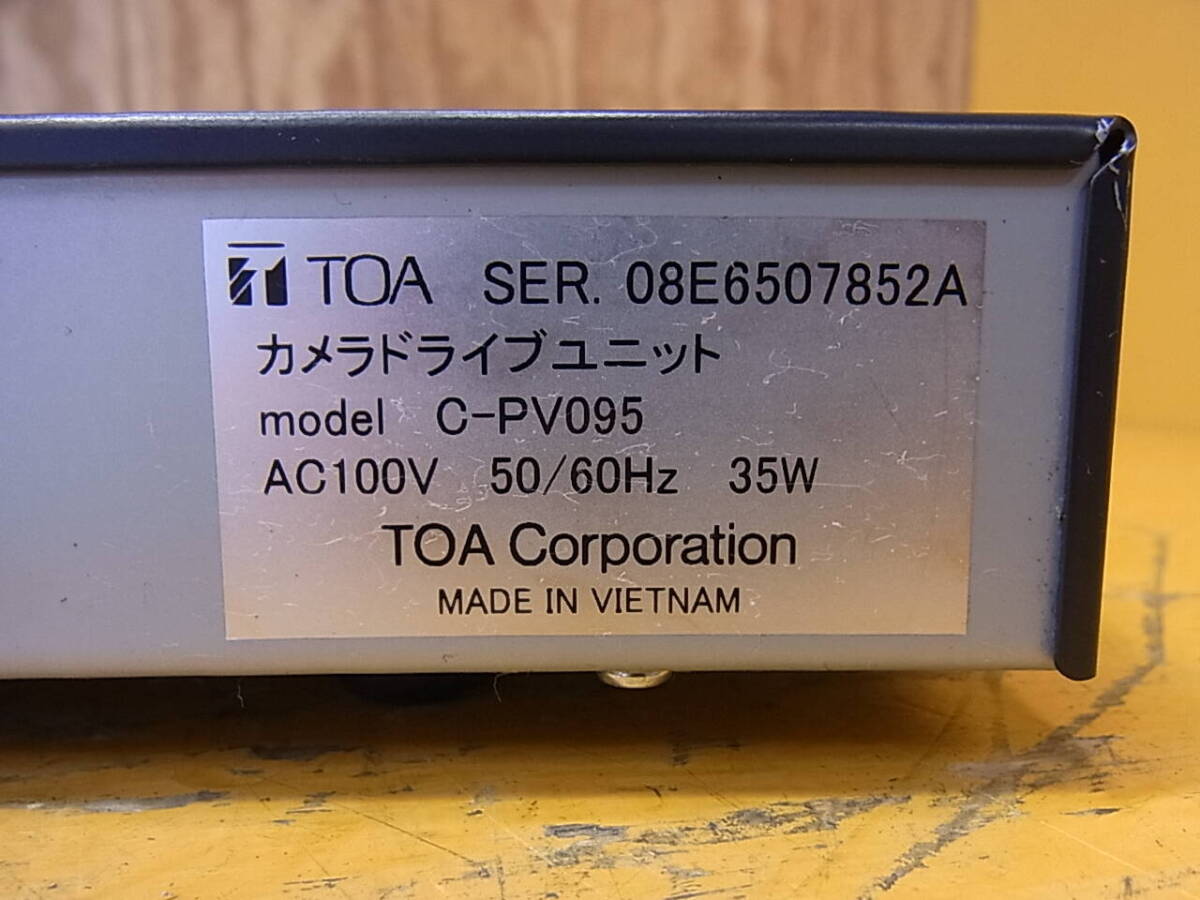 TOA SER. 08E6507852A
カメラドライブユニット
model C-PV095
AC100V 50/60Hz 35W
TOA Corporation
MADE IN VIETNAM